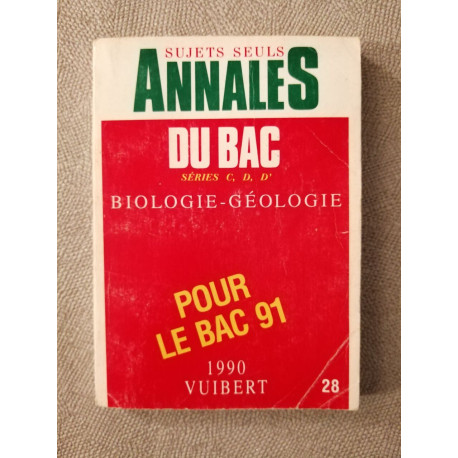 SUJETS SEULS
ANNALES
DU BAC
SÉRIES C, D, D'
BIOLOGIE-GÉOLOGIE
POUR
LE BAC 91
1990
VUIBERT
28